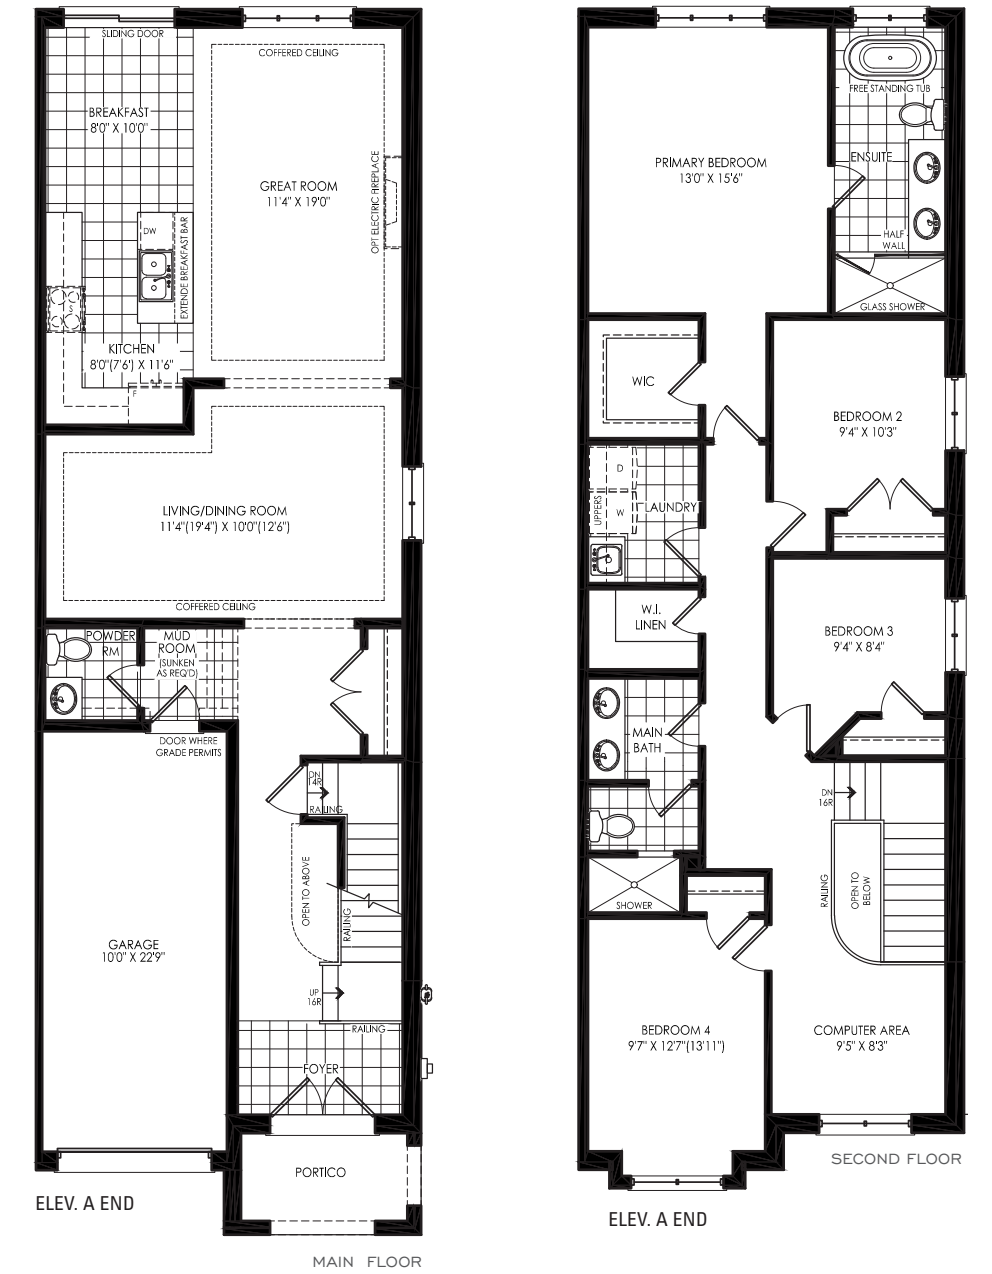 SLIDING DOOR
COFFERED CEILING
BREAKFAST
8'0" X 10'0"
GREAT ROOM
11'4" X 19'0"
OPT ELECTRIC FIREPLACE
DW
EXTENDE BREAKFAST BAR
S
KITCHEN
8'0"(7'6') X 11'6"
F
LIVING/DINING ROOM
11'4"(19'4") X 10'0"(12'6")
COFFERED CEILING
POWDER
RM
MUD
ROOM
(SUNKEN
AS REQ'D)
DOOR WHERE
GRADE PERMITS
DN
14R
RAILING
OPEN TO ABOVE
RAILING
GARAGE
10'0" X 22'9"
UP
16R
RAILING
FOYER
PORTICO
ELEV. A END
MAIN FLOOR
FREE STANDING TUB
PRIMARY BEDROOM
13'0" X 15'6"
ENSUITE
HALF
WALL
GLASS SHOWER
WIC
BEDROOM 2
9'4" X 10'3"
D
UPPERS
W
LAUNDRY
W.I.
LINEN
BEDROOM 3
9'4" X 8'4"
MAIN
BATH
DN
16R
SHOWER
RAILING
OPEN TO
BELOW
BEDROOM 4
9'7" X 12'7"(13'11")
COMPUTER AREA
9'5" X 8'3"
SECOND FLOOR
ELEV. A END